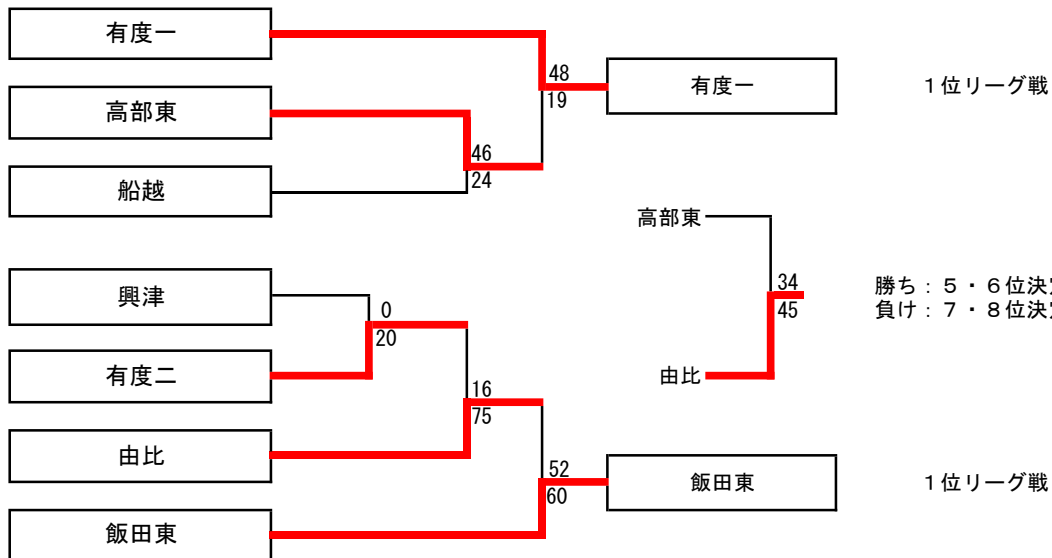 有度一
高部東
船越
46
24
48
19
有度一
1位リーグ戦
興津
有度二
由比
飯田東
0
20
16
75
52
60
飯田東
1位リーグ戦
高部東
由比
34
45
勝ち：5・6位決
負け：7・8位決